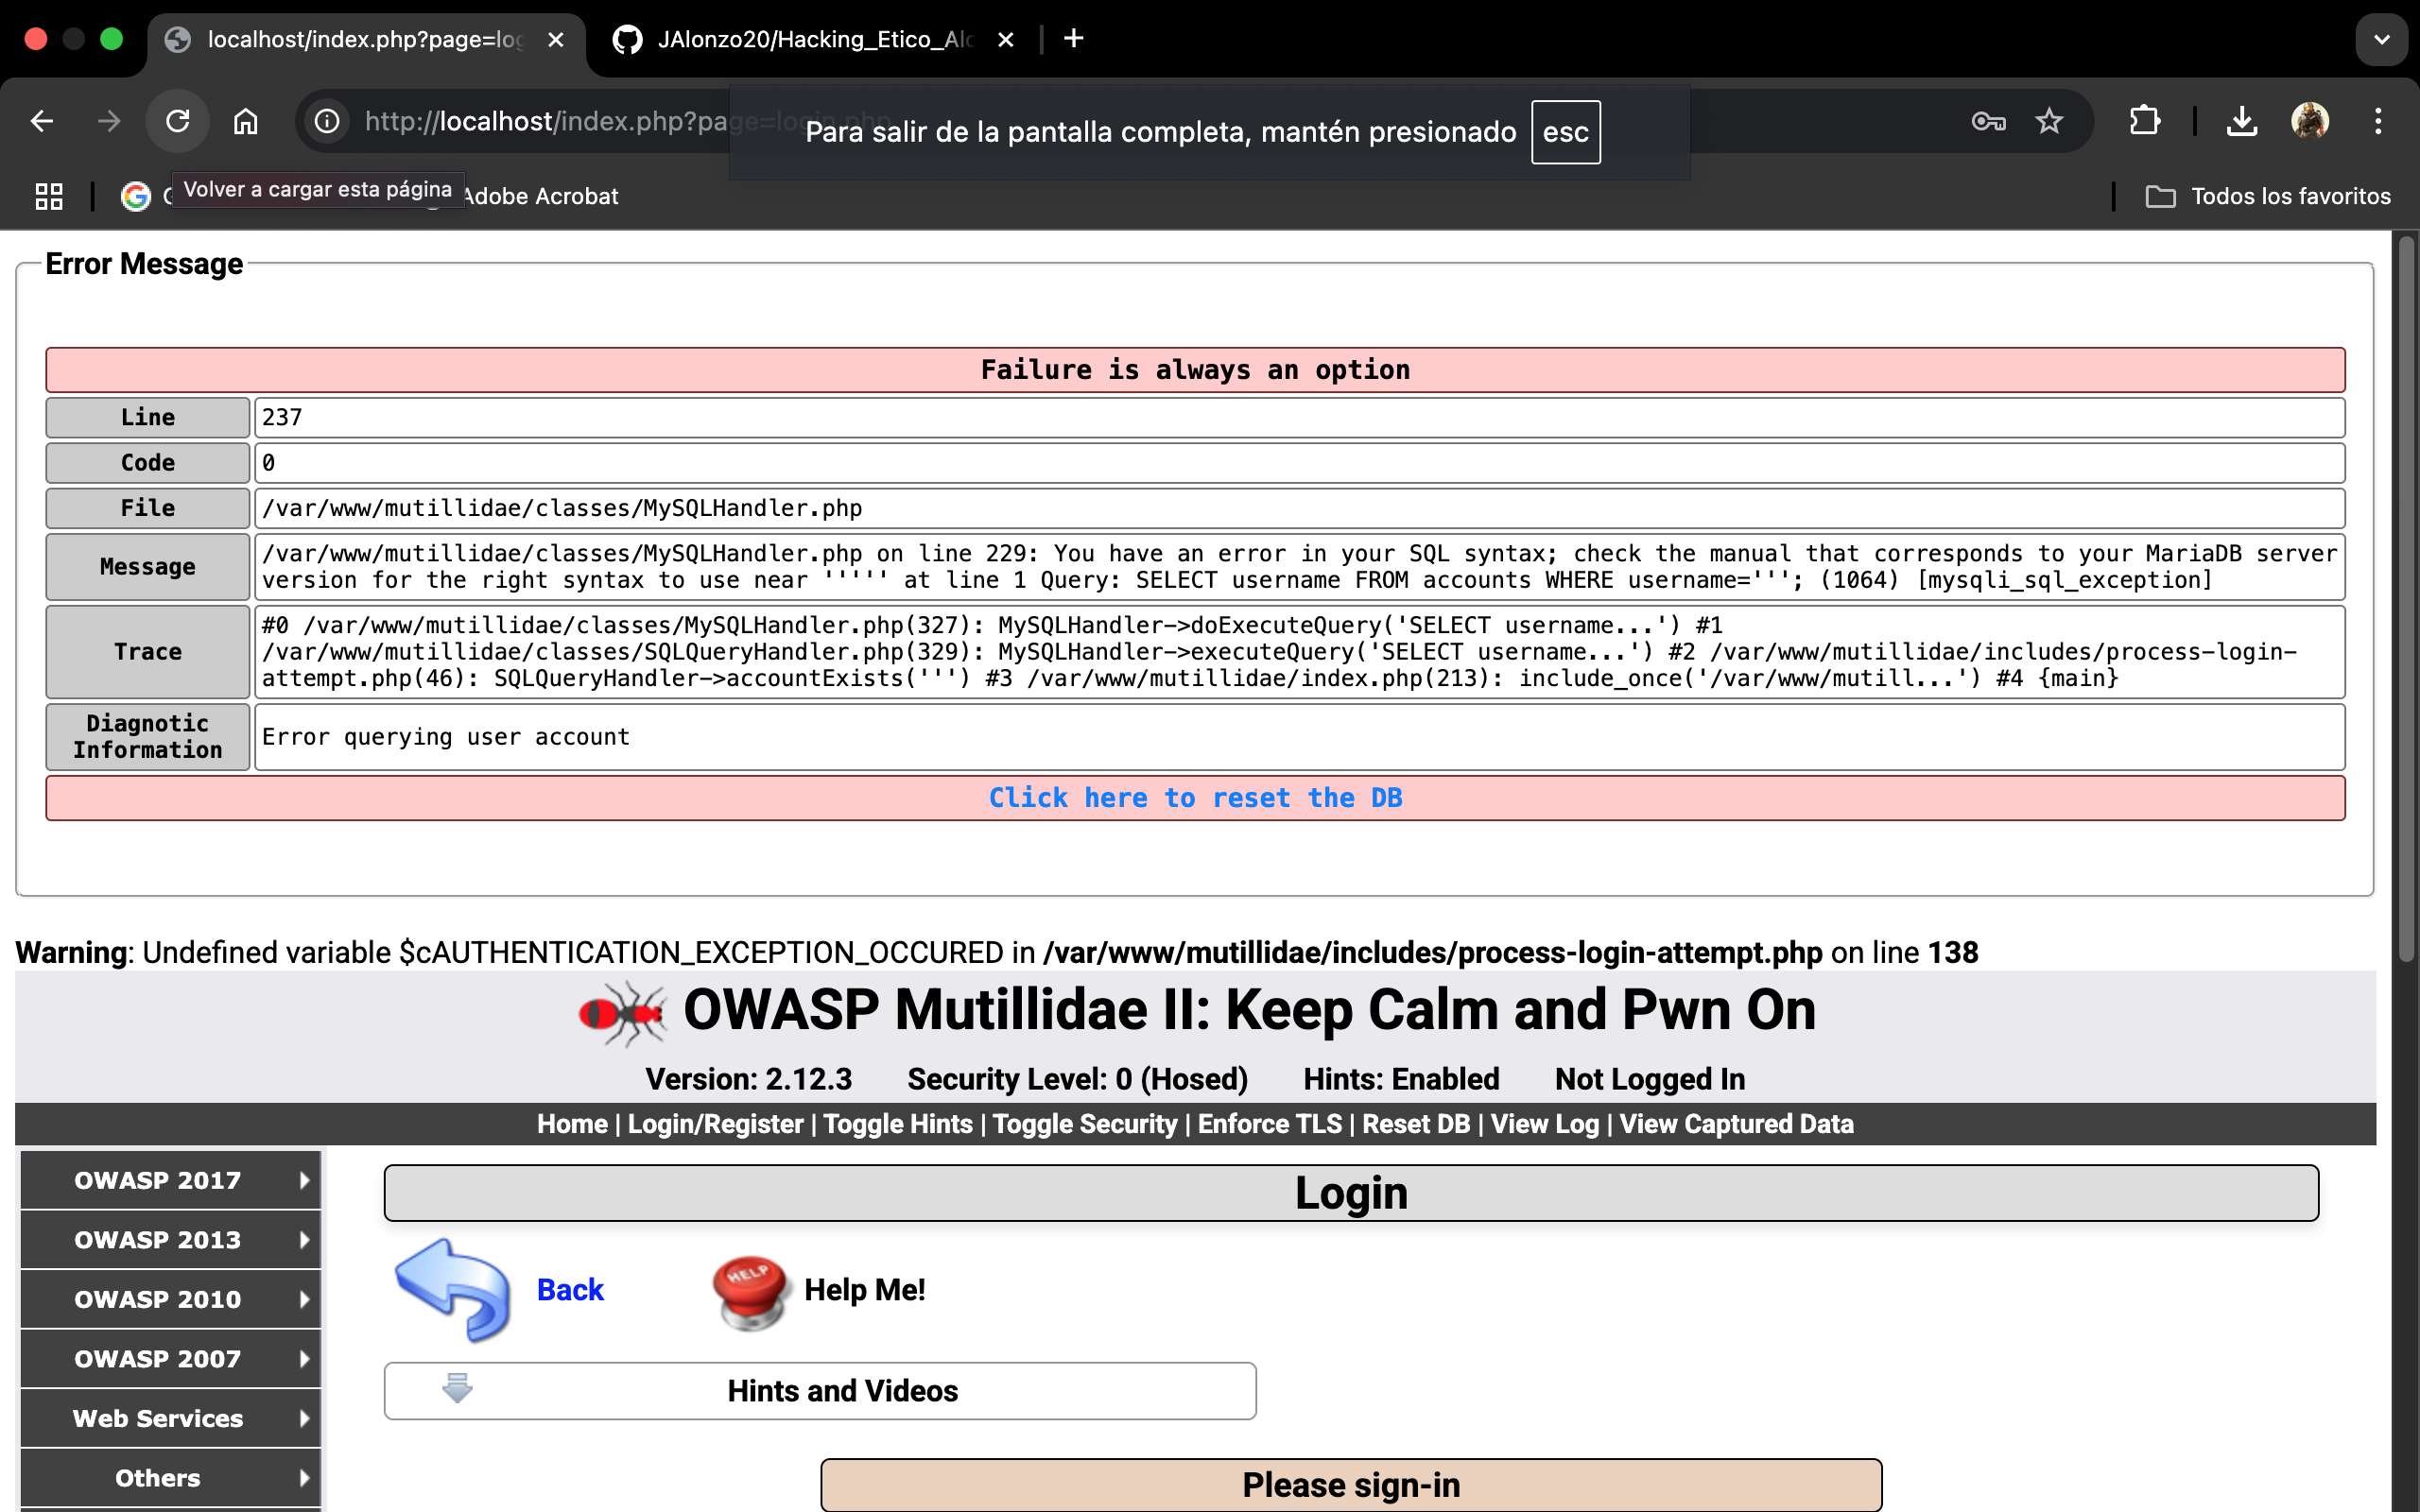 localhost/index.php?page=log
JAlonzo20/Hacking_Etico_Alo
http://localhost/index.php?page=login.php
Para salir de la pantalla completa, mantén presionado esc
Volver a cargar esta página
Adobe Acrobat
Todos los favoritos
Error Message
Failure is always an option
Line 237
Code 0
File /var/www/mutillidae/classes/MySQLHandler.php
Message /var/www/mutillidae/classes/MySQLHandler.php on line 229: You have an error in your SQL syntax; check the manual that corresponds to your MariaDB server
version for the right syntax to use near ''''' at line 1 Query: SELECT username FROM accounts WHERE username='''; (1064) [mysqli_sql_exception]
Trace #0 /var/www/mutillidae/classes/MySQLHandler.php(327): MySQLHandler->doExecuteQuery('SELECT username...') #1
/var/www/mutillidae/classes/SQLQueryHandler.php(329): MySQLHandler->executeQuery('SELECT username...') #2 /var/www/mutillidae/includes/process-login-
attempt.php(46): SQLQueryHandler->accountExists(''') #3 /var/www/mutillidae/index.php(213): include_once('/var/www/mutill...') #4 {main}
Diagnotic
Information
Error querying user account
Click here to reset the DB
Warning: Undefined variable $cAUTHENTICATION_EXCEPTION_OCCURED in /var/www/mutillidae/includes/process-login-attempt.php on line 138
OWASP Mutillidae II: Keep Calm and Pwn On
Version: 2.12.3 Security Level: 0 (Hosed) Hints: Enabled Not Logged In
Home | Login/Register | Toggle Hints | Toggle Security | Enforce TLS | Reset DB | View Log | View Captured Data
OWASP 2017
OWASP 2013
OWASP 2010
OWASP 2007
Web Services
Others
Login
Back
HELP
Help Me!
Hints and Videos
Please sign-in